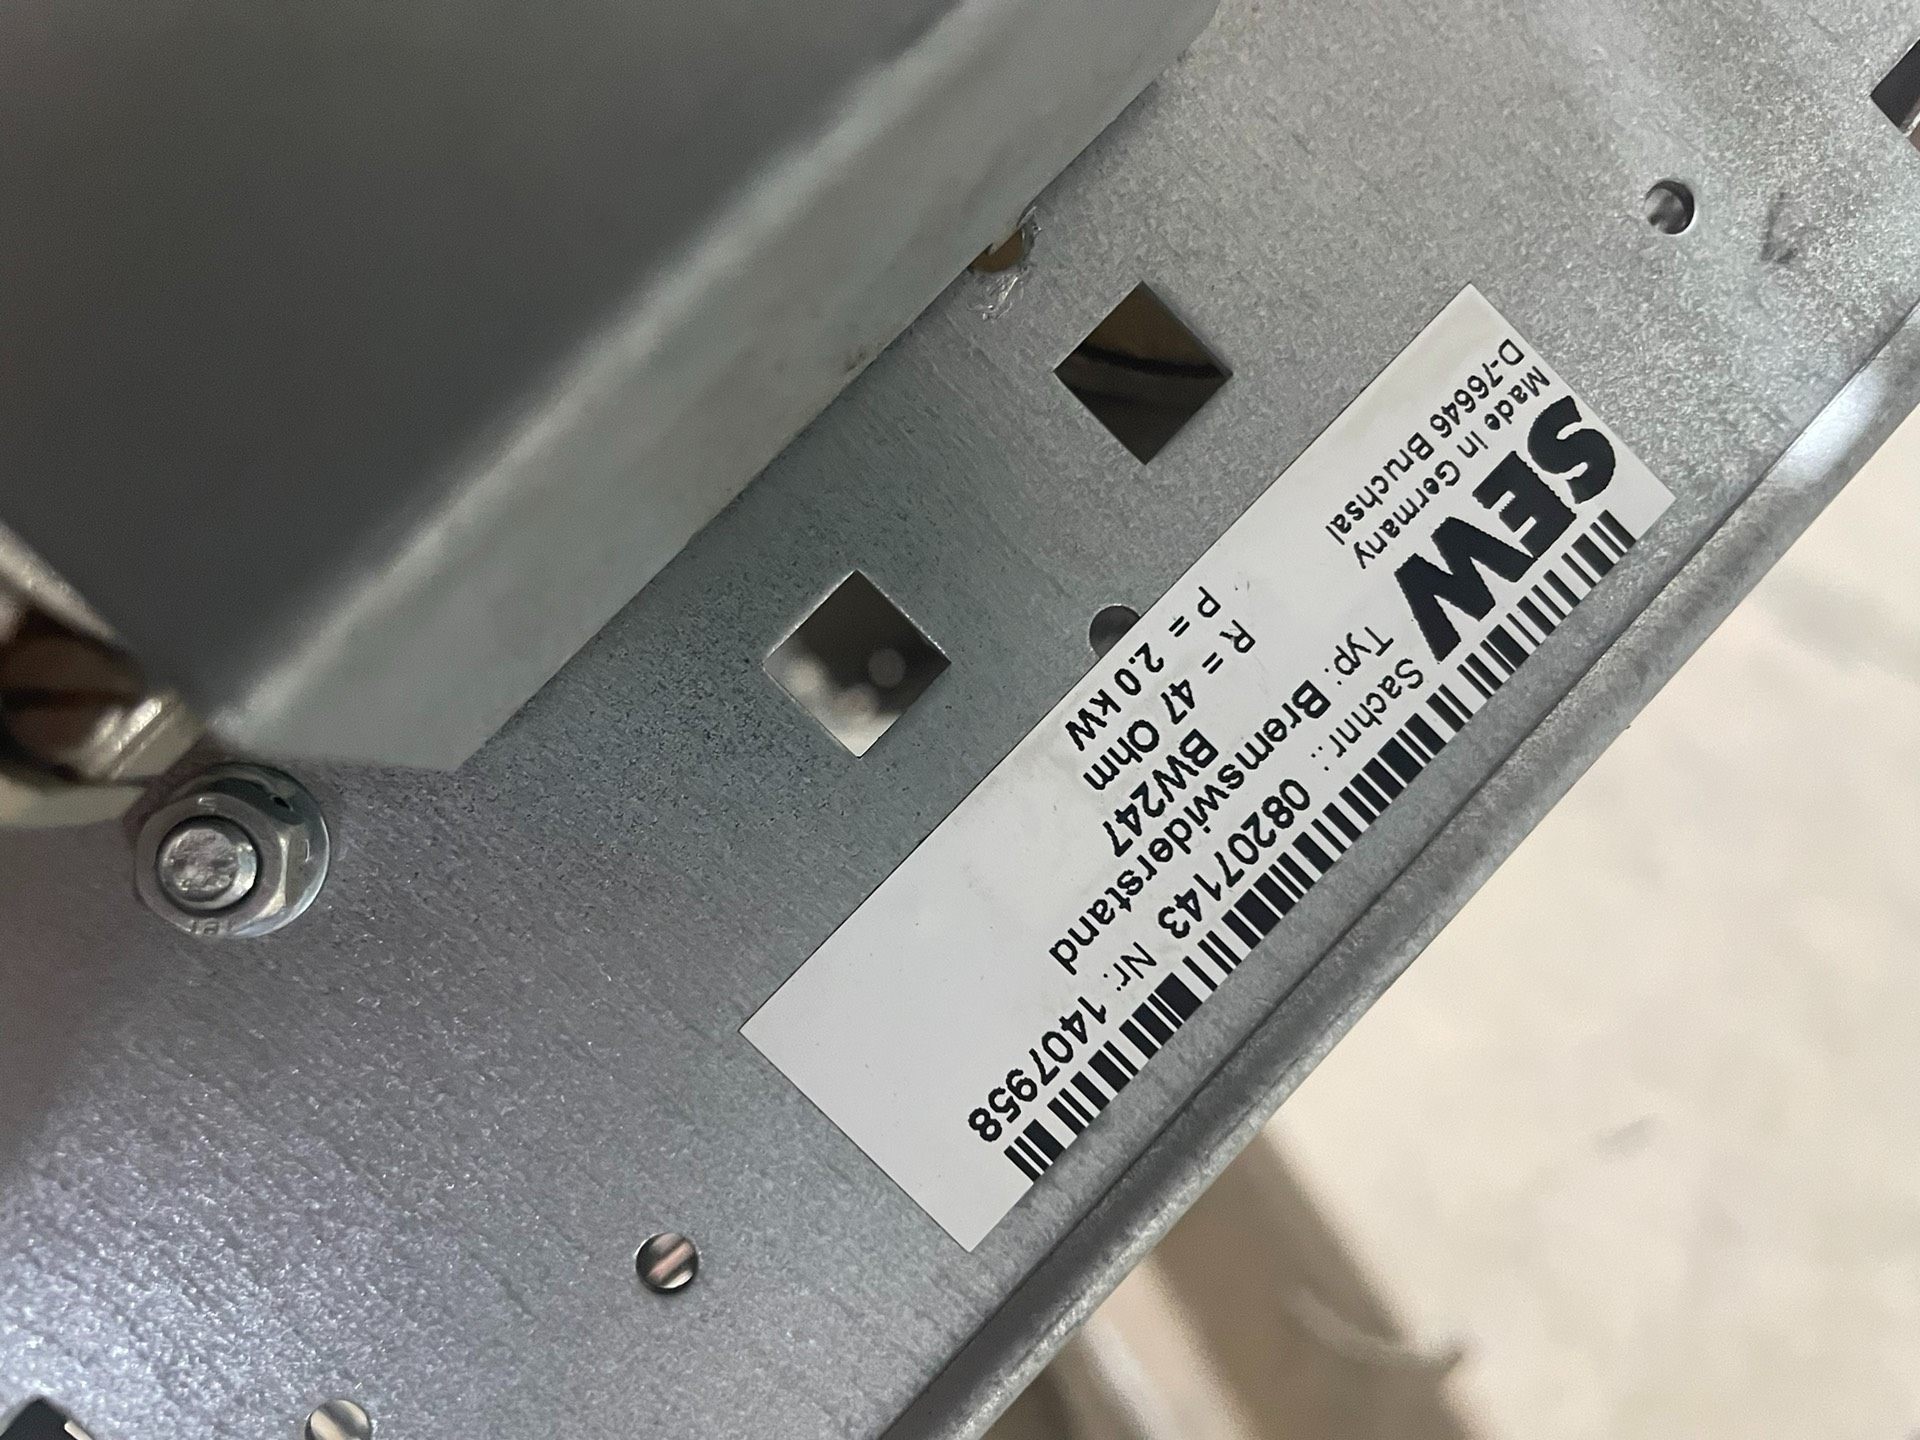 SEW
Made in Germany
D-76646 Bruchsal
Sachnr.: 08207143 Nr.: 1407958
Typ: Bremswiderstand
BW247
R = 47 Ohm
P = 2.0 kW